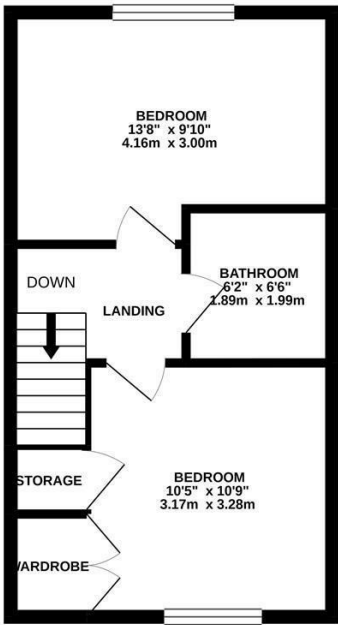 BEDROOM
13'8" x 9'10"
4.16m x 3.00m
BATHROOM
6'2" x 6'6"
1.89m x 1.99m
DOWN
LANDING
STORAGE
BEDROOM
10'5" x 10'9"
3.17m x 3.28m
WARDROBE